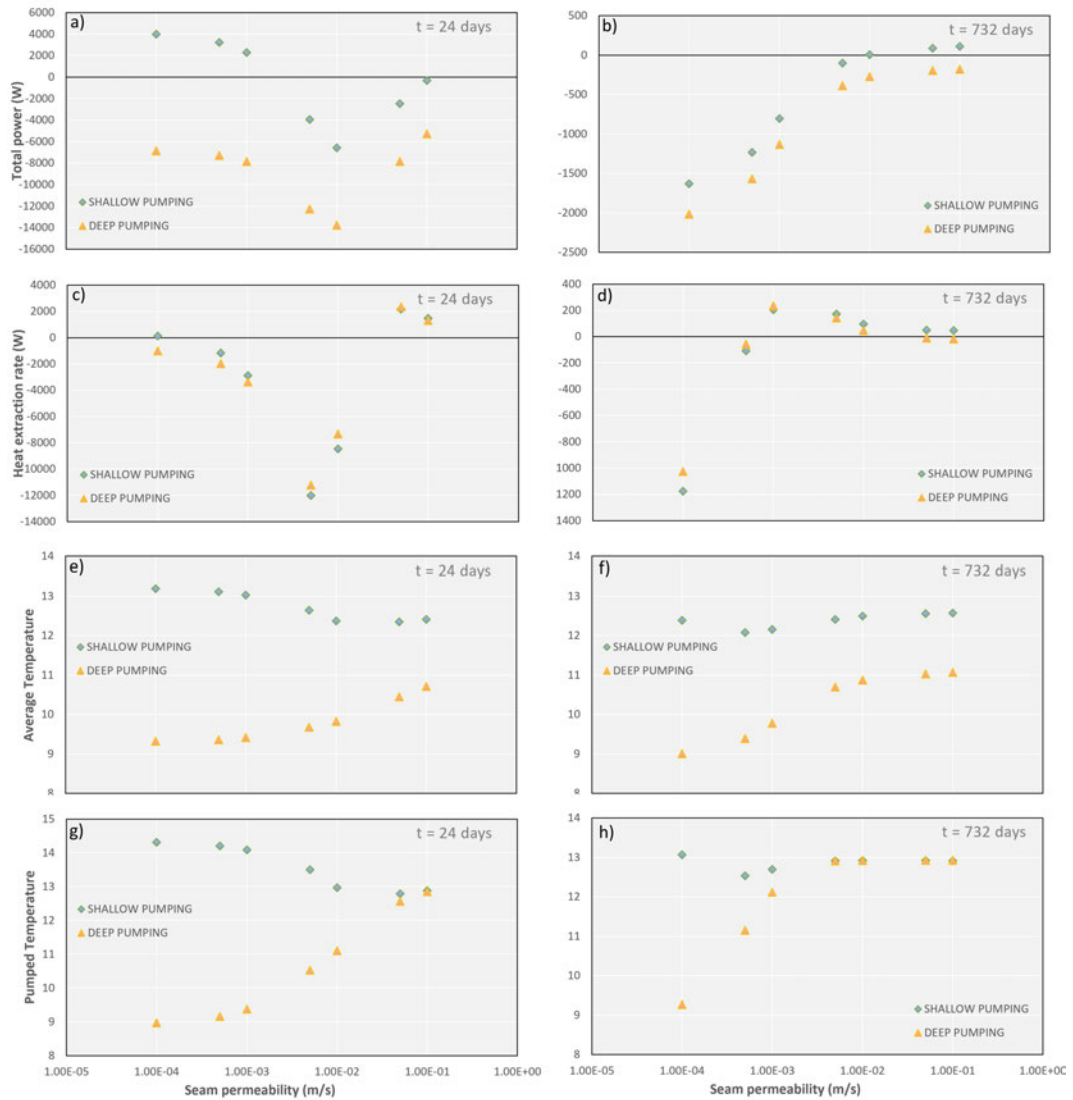 a)
t = 24 days
6000
4000
2000
0
-2000
-4000
-6000
-8000
-10000
-12000
-14000
-16000
Total power (W)
SHALLOW PUMPING
DEEP PUMPING
b)
t = 732 days
500
0
-500
-1000
-1500
-2000
-2500
SHALLOW PUMPING
DEEP PUMPING
c)
t = 24 days
4000
2000
0
-2000
-4000
-6000
-8000
-10000
-12000
-14000
Heat extraction rate (W)
SHALLOW PUMPING
DEEP PUMPING
d)
t = 732 days
400
200
0
-200
-400
-600
-800
1000
1200
1400
SHALLOW PUMPING
DEEP PUMPING
e)
t = 24 days
14
13
12
11
10
9
8
Average Temperature
SHALLOW PUMPING
DEEP PUMPING
f)
t = 732 days
14
13
12
11
10
9
8
SHALLOW PUMPING
DEEP PUMPING
g)
t = 24 days
15
14
13
12
11
10
9
8
Pumped Temperature
SHALLOW PUMPING
DEEP PUMPING
1.00E-05 1.00E-04 1.00E-03 1.00E-02 1.00E-01 1.00E+00
Seam permeability (m/s)
h)
t = 732 days
14
13
12
11
10
9
8
SHALLOW PUMPING
DEEP PUMPING
1.00E-05 1.00E-04 1.00E-03 1.00E-02 1.00E-01 1.00E+0C
Seam permeability (m/s)